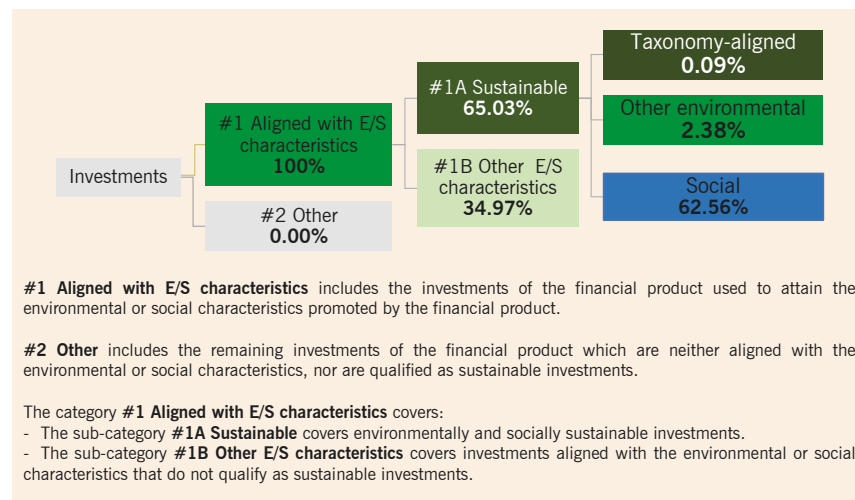 Investments
#1 Aligned with E/S
characteristics
100%
#2 Other
0.00%
#1A Sustainable
65.03%
#1B Other E/S
characteristics
34.97%
Taxonomy-aligned
0.09%
Other environmental
2.38%
Social
62.56%
#1 Aligned with E/S characteristics includes the investments of the financial product used to attain the
environmental or social characteristics promoted by the financial product.
#2 Other includes the remaining investments of the financial product which are neither aligned with the
environmental or social characteristics, nor are qualified as sustainable investments.
The category #1 Aligned with E/S characteristics covers:
- The sub-category #1A Sustainable covers environmentally and socially sustainable investments.
- The sub-category #1B Other E/S characteristics covers investments aligned with the environmental or social
characteristics that do not qualify as sustainable investments.